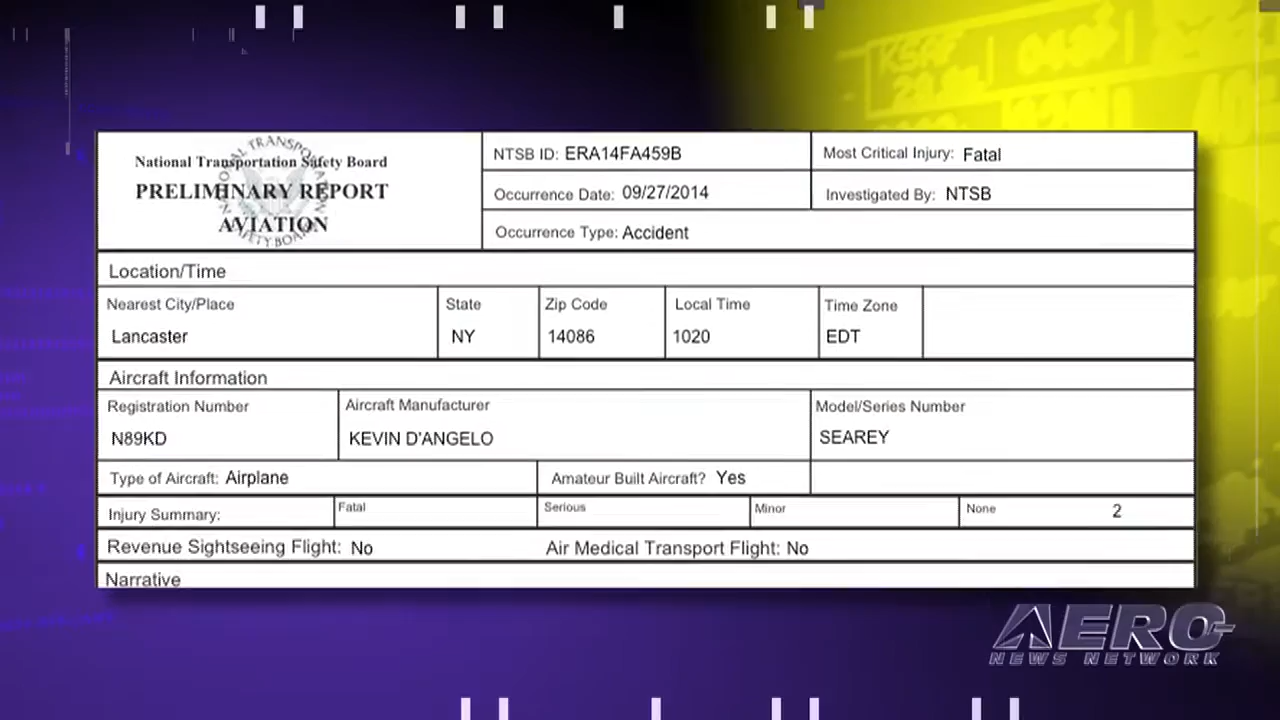 National Transportation Safety Board
PRELIMINARY REPORT
AVIATION
NTSB ID: ERA14FA459B
Most Critical Injury: Fatal
Occurrence Date: 09/27/2014
Investigated By: NTSB
Occurrence Type: Accident
Location/Time
Nearest City/Place
State
Zip Code
Local Time
Time Zone
Lancaster
NY
14086
1020
EDT
Aircraft Information
Registration Number
Aircraft Manufacturer
Model/Series Number
N89KD
KEVIN D'ANGELO
SEAREY
Type of Aircraft: Airplane
Amateur Built Aircraft? Yes
Injury Summary:
Fatal
Serious
Minor
None
2
Revenue Sightseeing Flight: No
Air Medical Transport Flight: No
Narrative
AERO
NEWS NETWORK